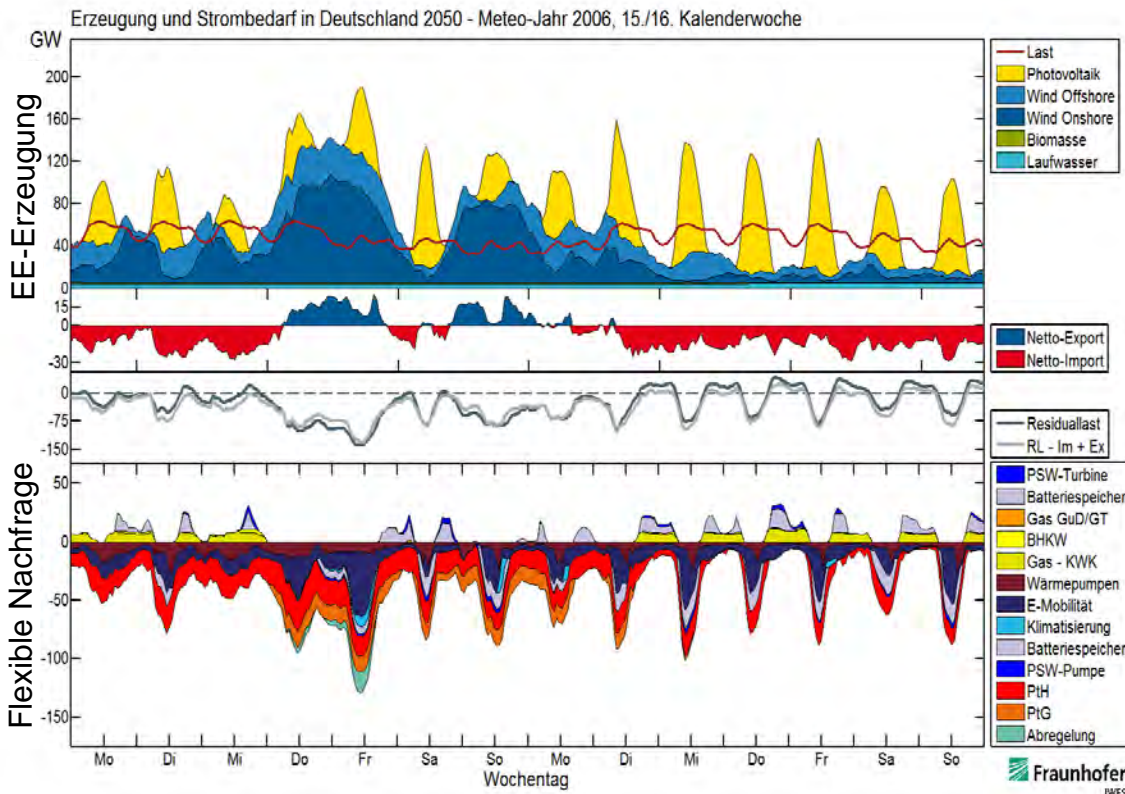 Erzeugung und Strombedarf in Deutschland 2050 - Meteo-Jahr 2006, 15./16. Kalenderwoche
GW
EE-Erzeugung
200
160
120
80
40
0
Last
Photovoltaik
Wind Offshore
Wind Onshore
Biomasse
Laufwasser
15
0
-30
Netto-Export
Netto-Import
0
-75
-150
Residuallast
RL - Im + Ex
Flexible Nachfrage
50
0
-50
-100
-150
PSW-Turbine
Batteriespeicher
Gas GuD/GT
BHKW
Gas - KWK
Wärmepumpen
E-Mobilität
Klimatisierung
Batteriespeicher
PSW-Pumpe
PtH
PtG
Abregelung
Mo Di Mi Do Fr Sa So Mo Di Mi Do Fr Sa So
Wochentag
Fraunhofer